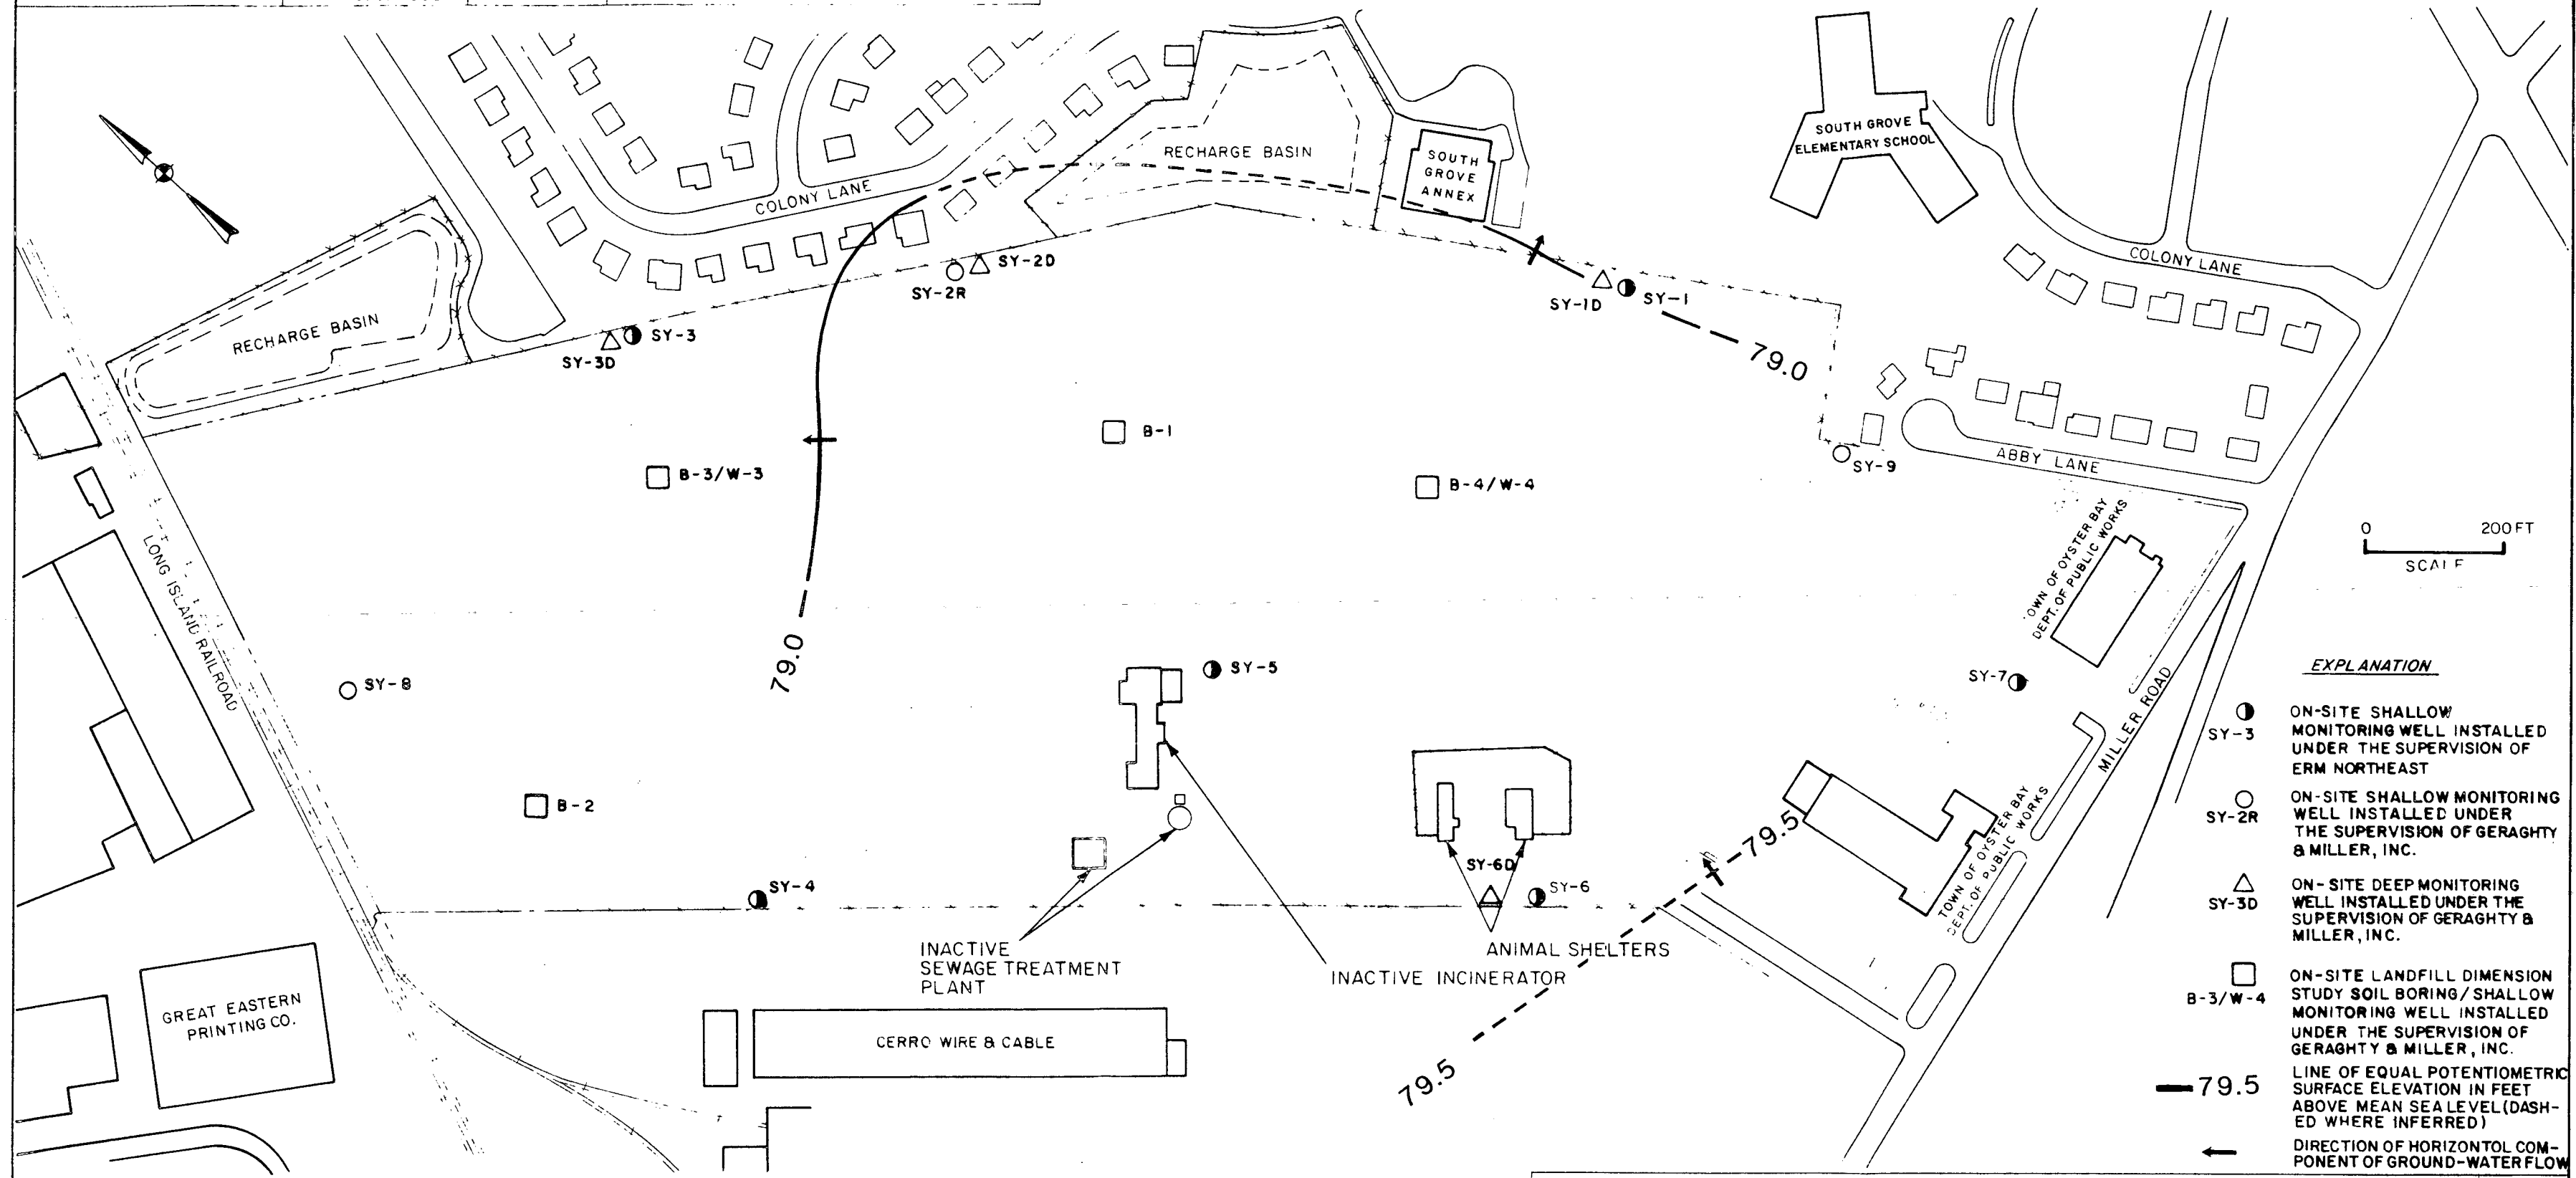 SOUTH GROVE
ELEMENTARY SCHOOL
RECHARGE BASIN
SOUTH
GROVE
ANNEX
COLONY LANE
COLONY LANE
SY-2D
SY-2R
SY-1D
SY-1
RECHARGE BASIN
SY-3
SY-3D
79.0
B-1
B-3/W-3
B-4/W-4
SY-9
ABBY LANE
TOWN OF OYSTER BAY
DEPT. OF PUBLIC WORKS
0 200 FT
SCALE
LONG ISLAND RAILROAD
79.0
SY-8
SY-5
SY-7
MILLER ROAD
B-2
79.5
TOWN OF OYSTER BAY
DEPT. OF PUBLIC WORKS
SY-6D
SY-6
SY-4
INACTIVE
SEWAGE TREATMENT
PLANT
INACTIVE INCINERATOR
ANIMAL SHELTERS
GREAT EASTERN
PRINTING CO.
CERRO WIRE & CABLE
79.5
EXPLANATION
SY-3
ON-SITE SHALLOW
MONITORING WELL INSTALLED
UNDER THE SUPERVISION OF
ERM NORTHEAST
SY-2R
ON-SITE SHALLOW MONITORING
WELL INSTALLED UNDER
THE SUPERVISION OF GERAGHTY
& MILLER, INC.
SY-3D
ON-SITE DEEP MONITORING
WELL INSTALLED UNDER THE
SUPERVISION OF GERAGHTY &
MILLER, INC.
B-3/W-4
ON-SITE LANDFILL DIMENSION
STUDY SOIL BORING/SHALLOW
MONITORING WELL INSTALLED
UNDER THE SUPERVISION OF
GERAGHTY & MILLER, INC.
79.5
LINE OF EQUAL POTENTIOMETRIC
SURFACE ELEVATION IN FEET
ABOVE MEAN SEA LEVEL (DASH-
ED WHERE INFERRED)
DIRECTION OF HORIZONTOL COM-
PONENT OF GROUND-WATER FLOW